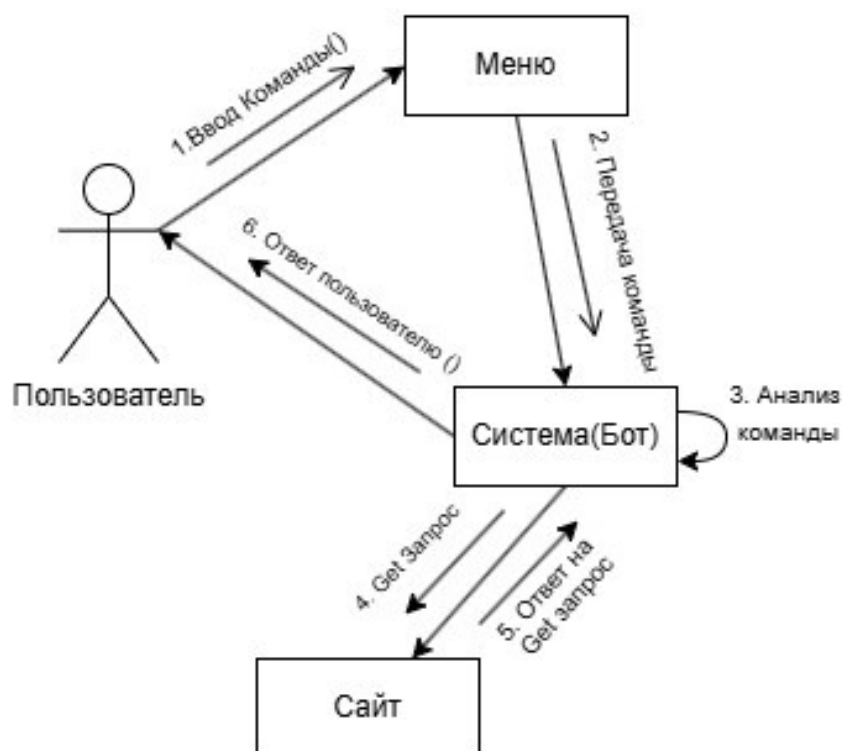 Меню
1.Ввод Команды()
2. Передача команды
6. Ответ пользователю ()
Пользователь
Система(Бот)
3. Анализ
команды
4. Get Запрос
5. Ответ на
Get запрос
Сайт